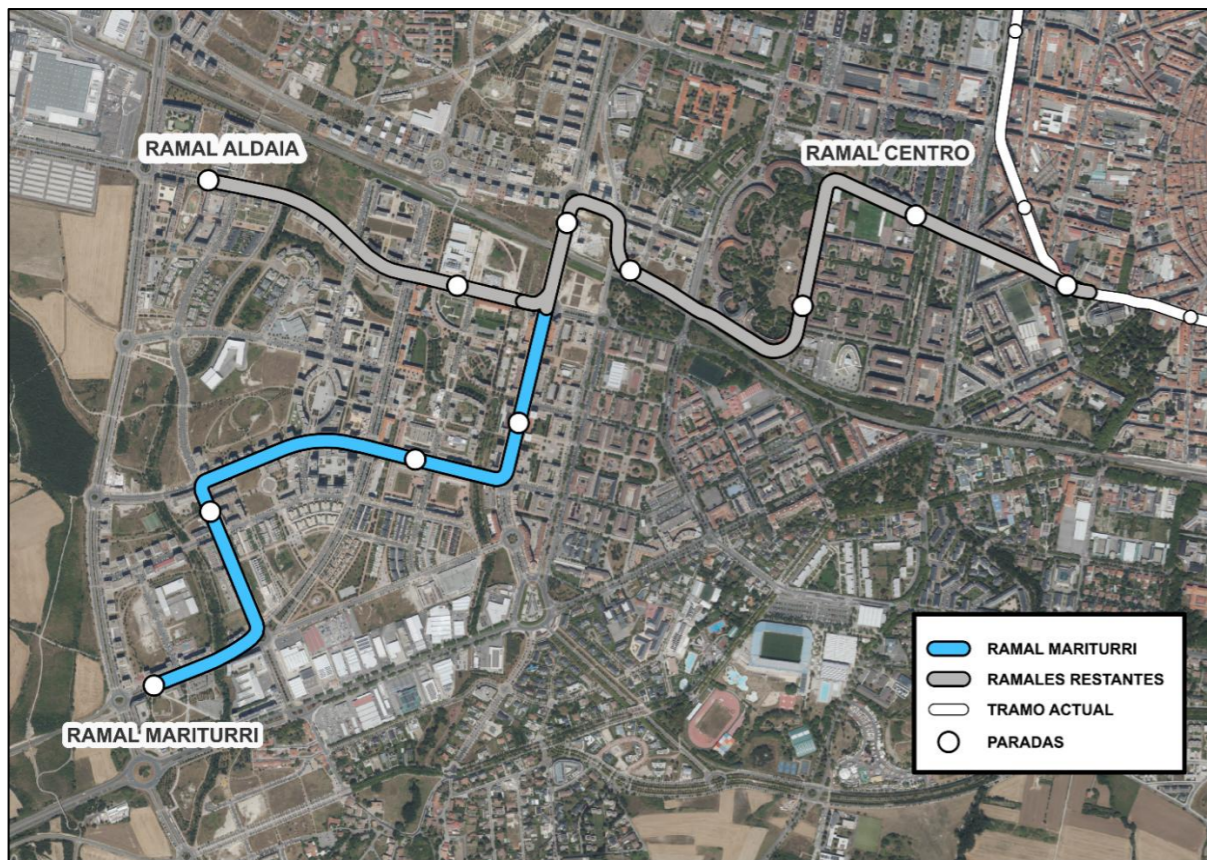 RAMAL ALDAIA
RAMAL CENTRO
RAMAL MARITURRI
RAMAL MARITURRI
RAMALES RESTANTES
TRAMO ACTUAL
PARADAS